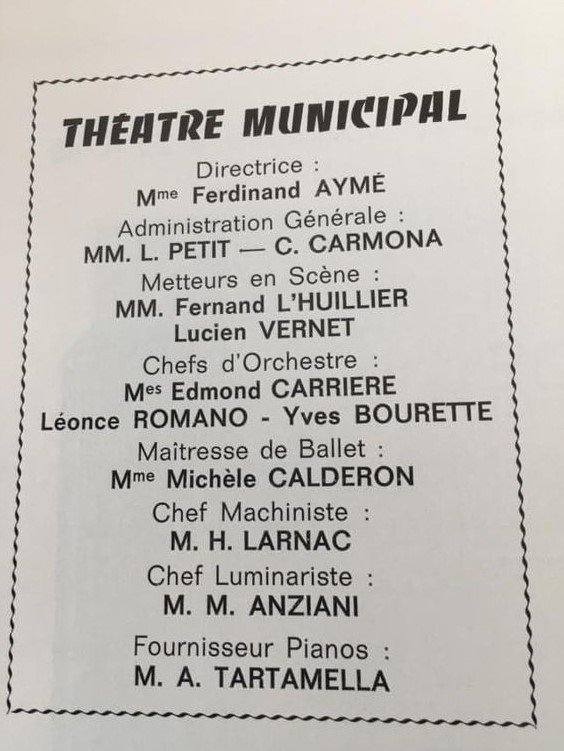 THÉATRE MUNICIPAL
Directrice :
Mme Ferdinand AYMÉ
Administration Générale :
MM. L. PETIT — C. CARMONA
Metteurs en Scène :
MM. Fernand L'HUILLIER
Lucien VERNET
Chefs d'Orchestre :
Mes Edmond CARRIERE
Léonce ROMANO - Yves BOURETTE
Maîtresse de Ballet :
Mme Michèle CALDERON
Chef Machiniste :
M. H. LARNAC
Chef Luminariste :
M. M. ANZIANI
Fournisseur Pianos :
M. A. TARTAMELLA